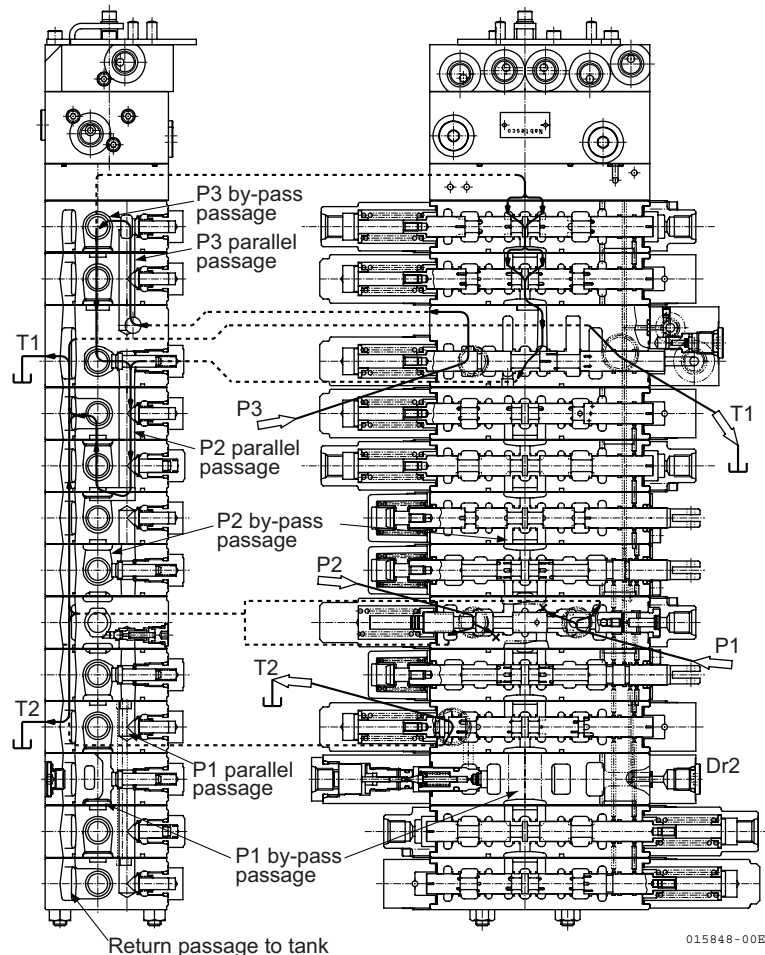 Nabtesco
P3 by-pass
passage
P3 parallel
passage
T1
P3
T1
P2 parallel
passage
P2 by-pass
passage
P2
P1
T2
T2
P1 parallel
passage
Dr2
P1 by-pass
passage
Return passage to tank
015848-00E